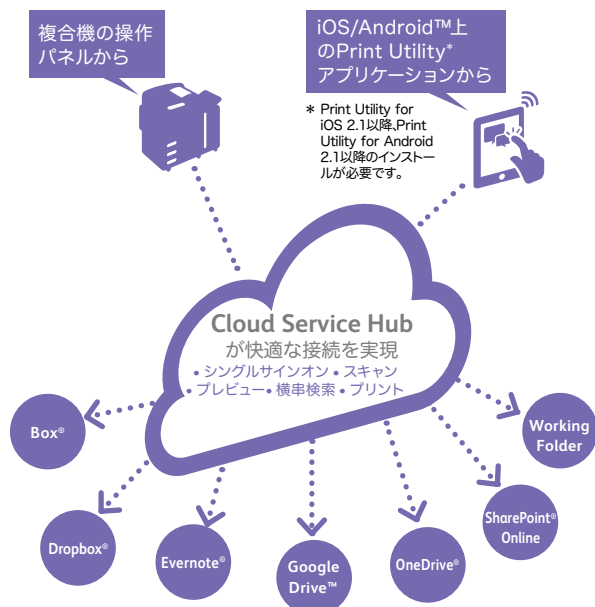 複合機の操作
パネルから
iOS/Android™上
のPrint Utility*
アプリケーションから
* Print Utility for
iOS 2.1以降、Print
Utility for Android
2.1以降のインストー
ルが必要です。
Cloud Service Hub
が快適な接続を実現
• シングルサインオン • スキャン
• プレビュー • 横串検索 • プリント
Box®
Working
Folder
Dropbox®
Evernote®
Google
Drive™
OneDrive®
SharePoint®
Online